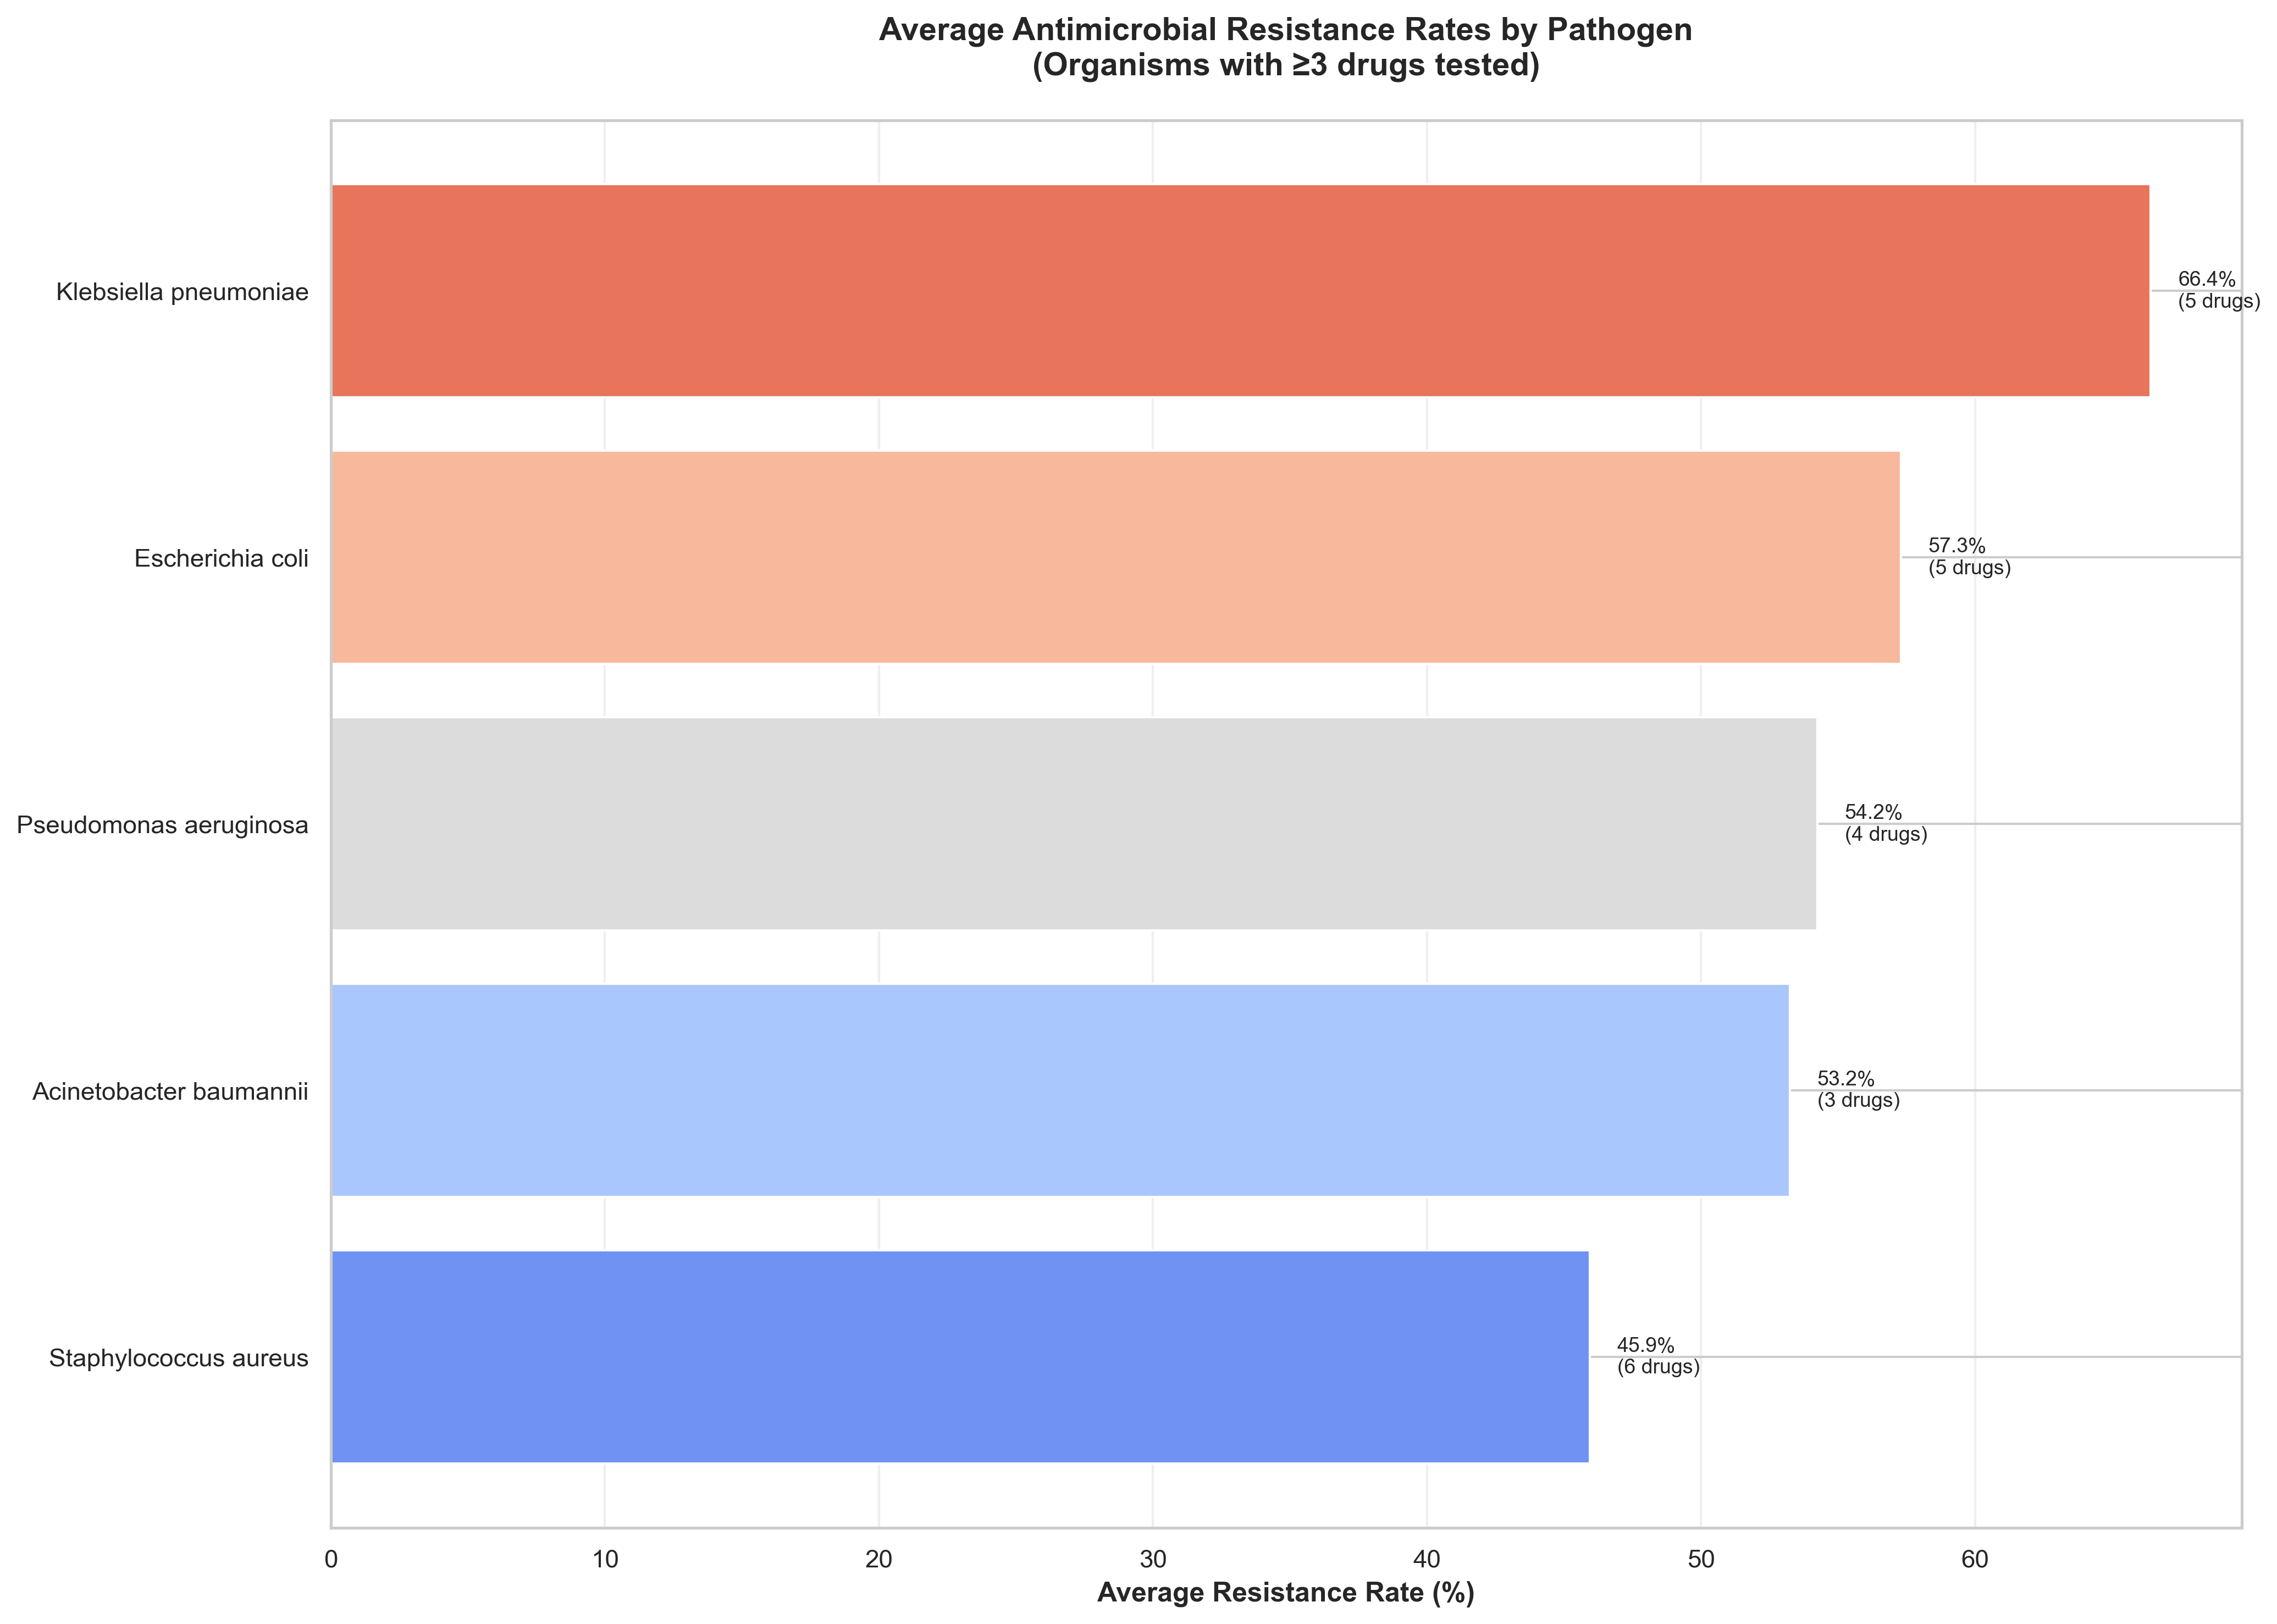 Average Antimicrobial Resistance Rates by Pathogen
(Organisms with ≥3 drugs tested)
Klebsiella pneumoniae
66.4%
(5 drugs)
Escherichia coli
57.3%
(5 drugs)
Pseudomonas aeruginosa
54.2%
(4 drugs)
Acinetobacter baumannii
53.2%
(3 drugs)
Staphylococcus aureus
45.9%
(6 drugs)
0 10 20 30 40 50 60
Average Resistance Rate (%)